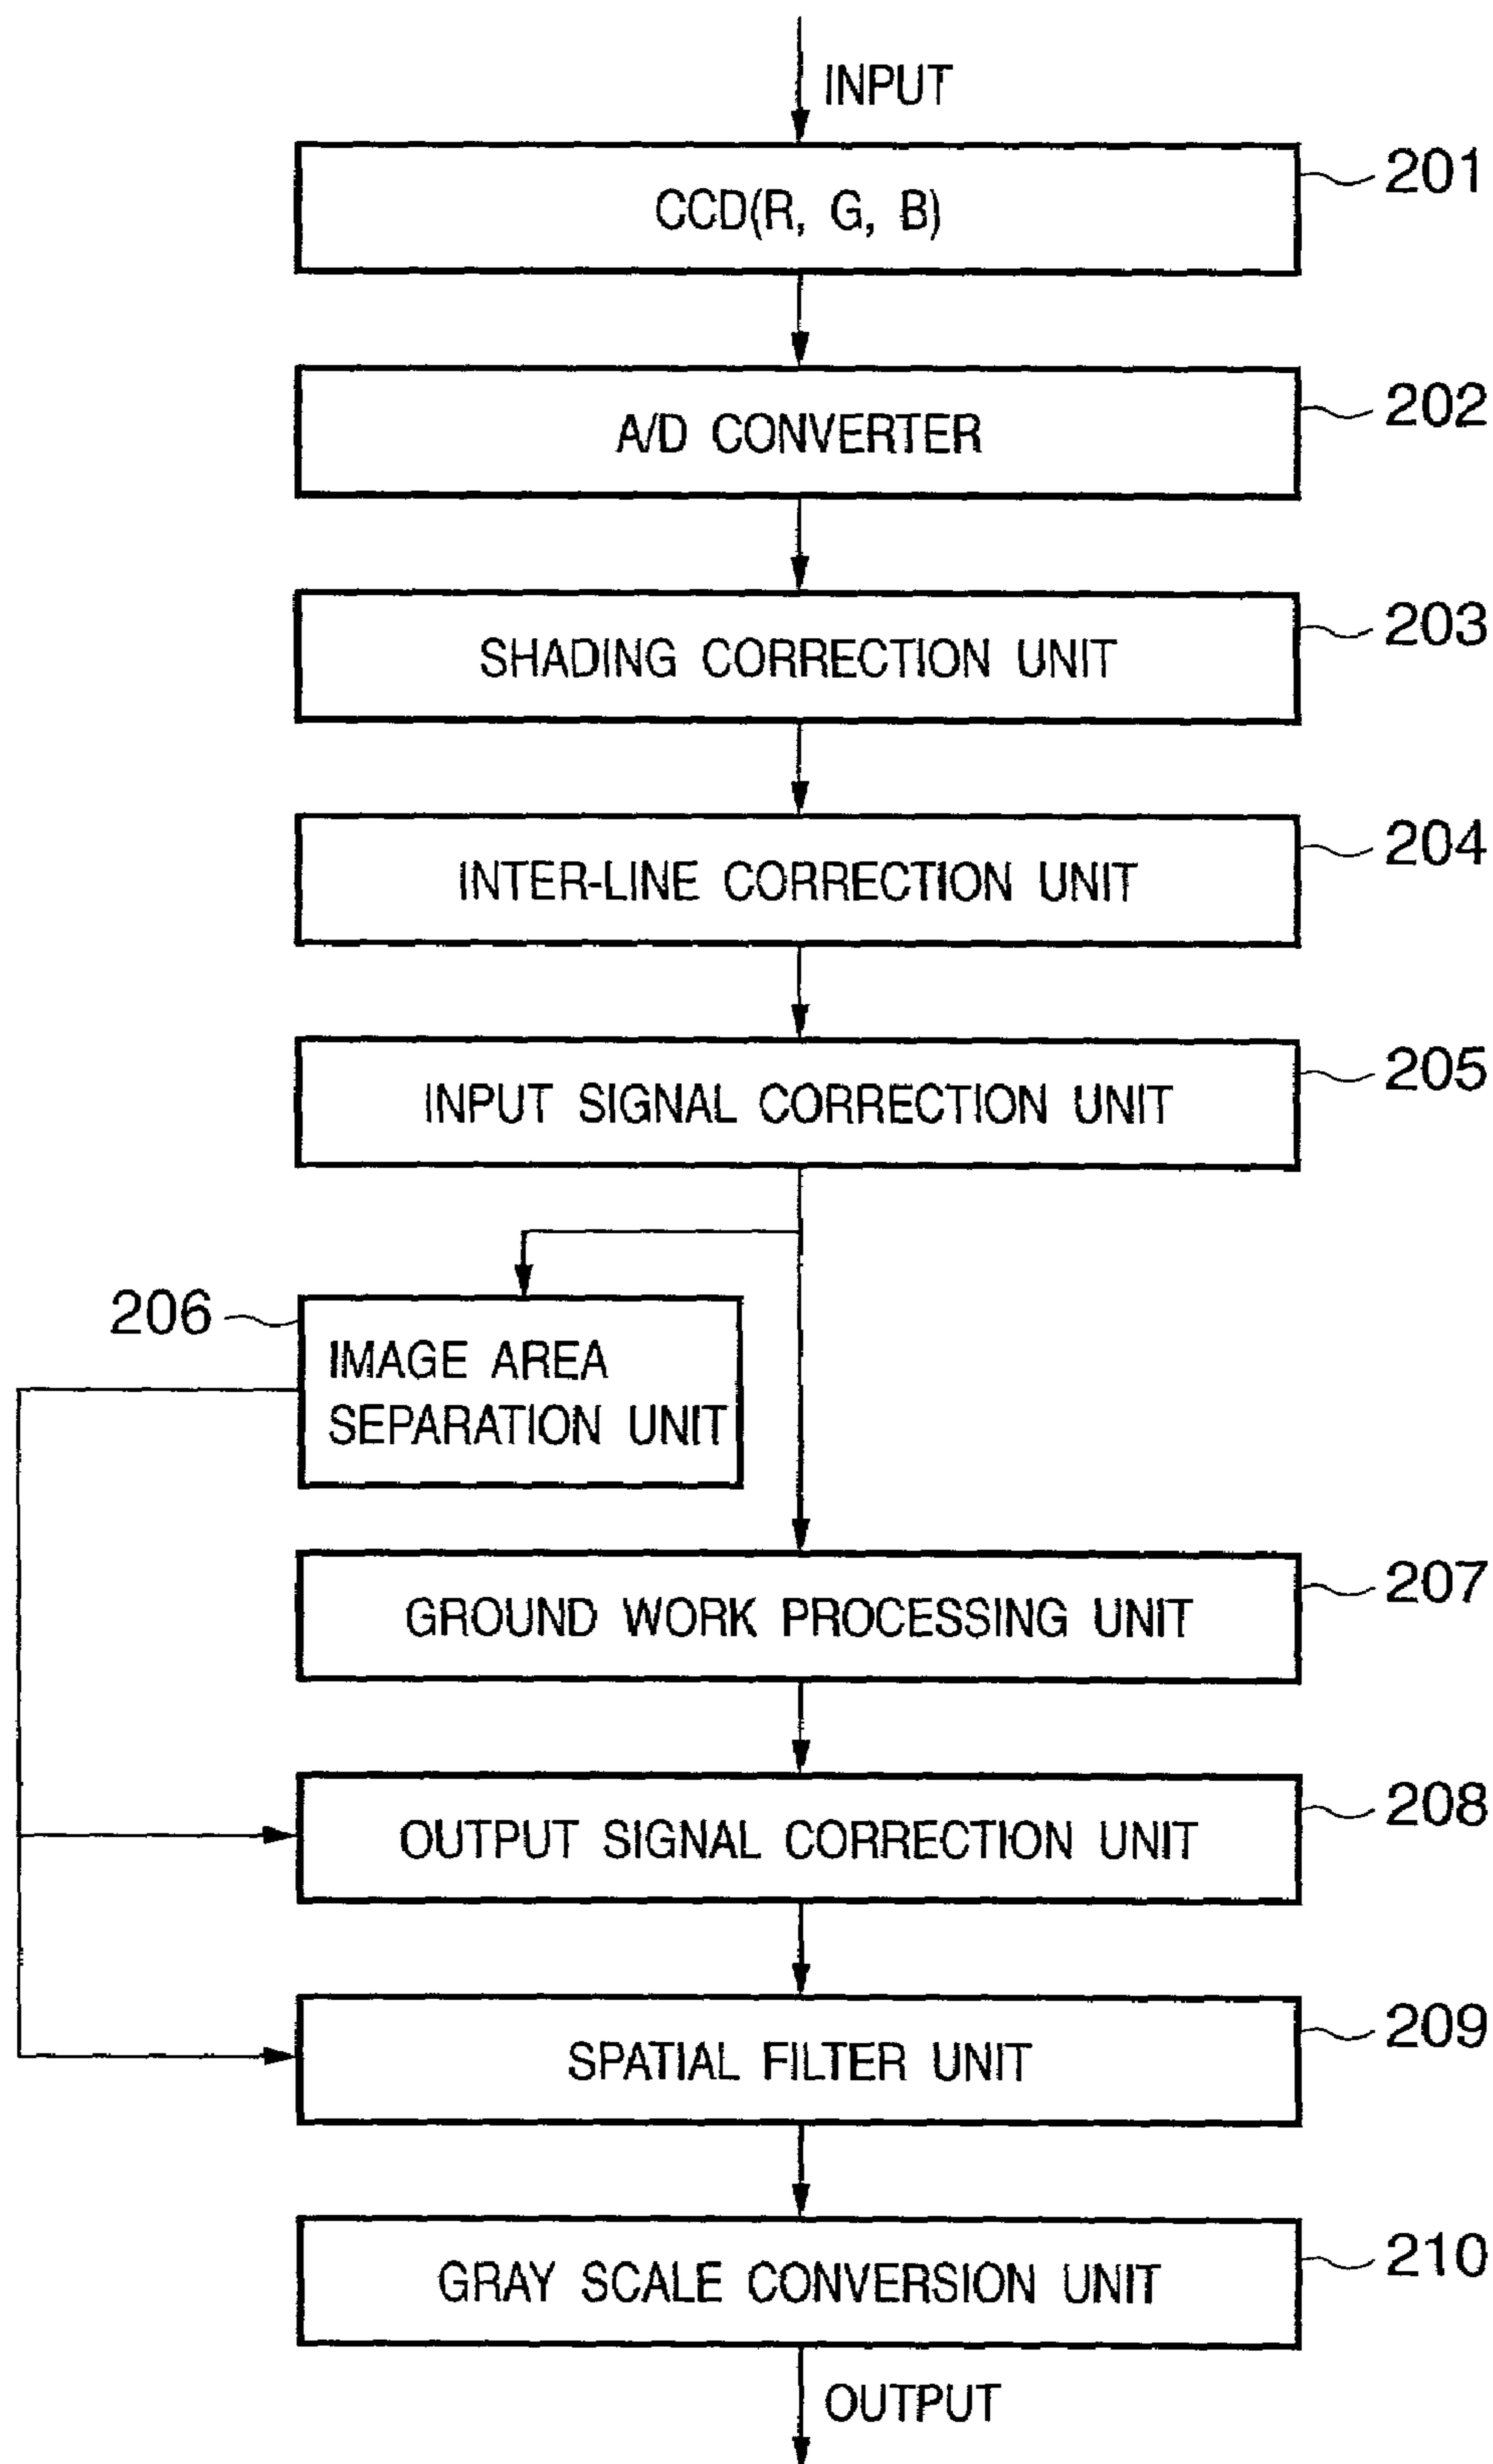 INPUT
CCD(R, G, B)
201
A/D CONVERTER
202
SHADING CORRECTION UNIT
203
INTER-LINE CORRECTION UNIT
204
INPUT SIGNAL CORRECTION UNIT
205
206
IMAGE AREA
SEPARATION UNIT
GROUND WORK PROCESSING UNIT
207
OUTPUT SIGNAL CORRECTION UNIT
208
SPATIAL FILTER UNIT
209
GRAY SCALE CONVERSION UNIT
210
OUTPUT